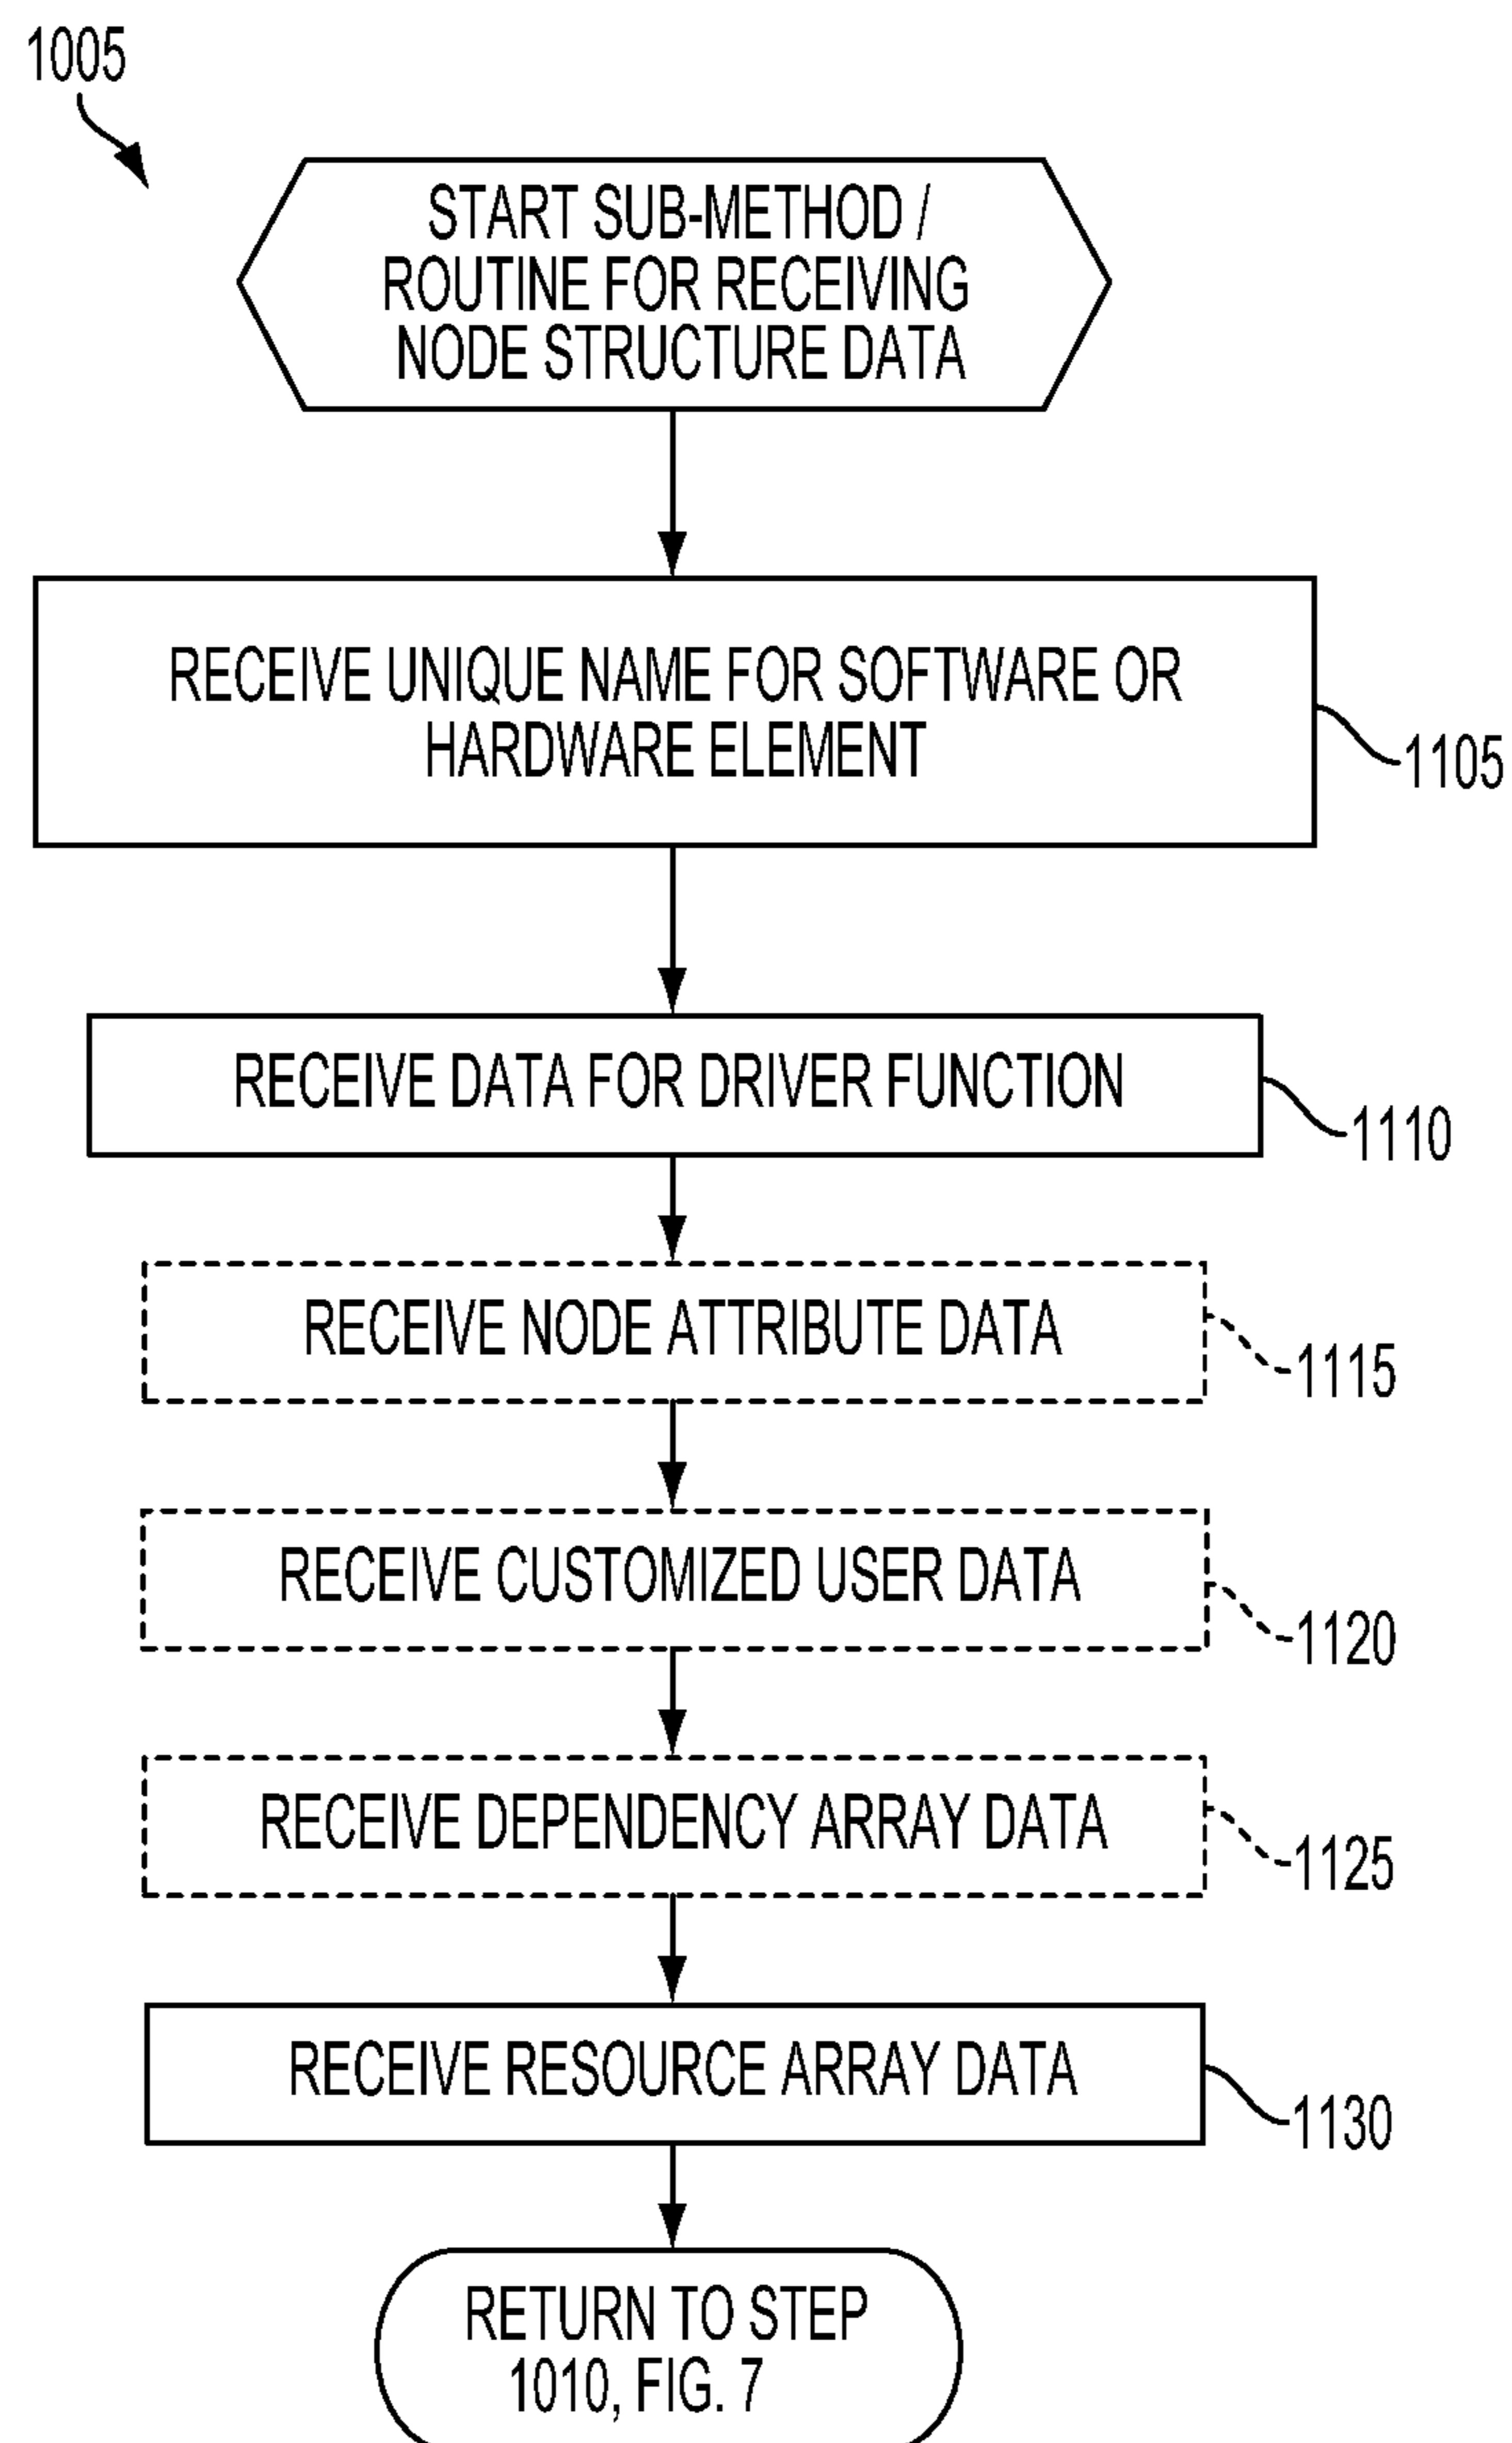 1005
START SUB-METHOD /
ROUTINE FOR RECEIVING
NODE STRUCTURE DATA
RECEIVE UNIQUE NAME FOR SOFTWARE OR
HARDWARE ELEMENT
1105
RECEIVE DATA FOR DRIVER FUNCTION
1110
RECEIVE NODE ATTRIBUTE DATA
1115
RECEIVE CUSTOMIZED USER DATA
1120
RECEIVE DEPENDENCY ARRAY DATA
1125
RECEIVE RESOURCE ARRAY DATA
1130
RETURN TO STEP
1010, FIG. 7